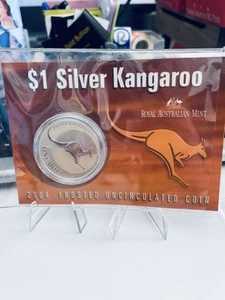 $1 Silver Kangaroo
ROYAL AUSTRALIAN MINT
2004 FROSTED UNCIRCULATED COIN